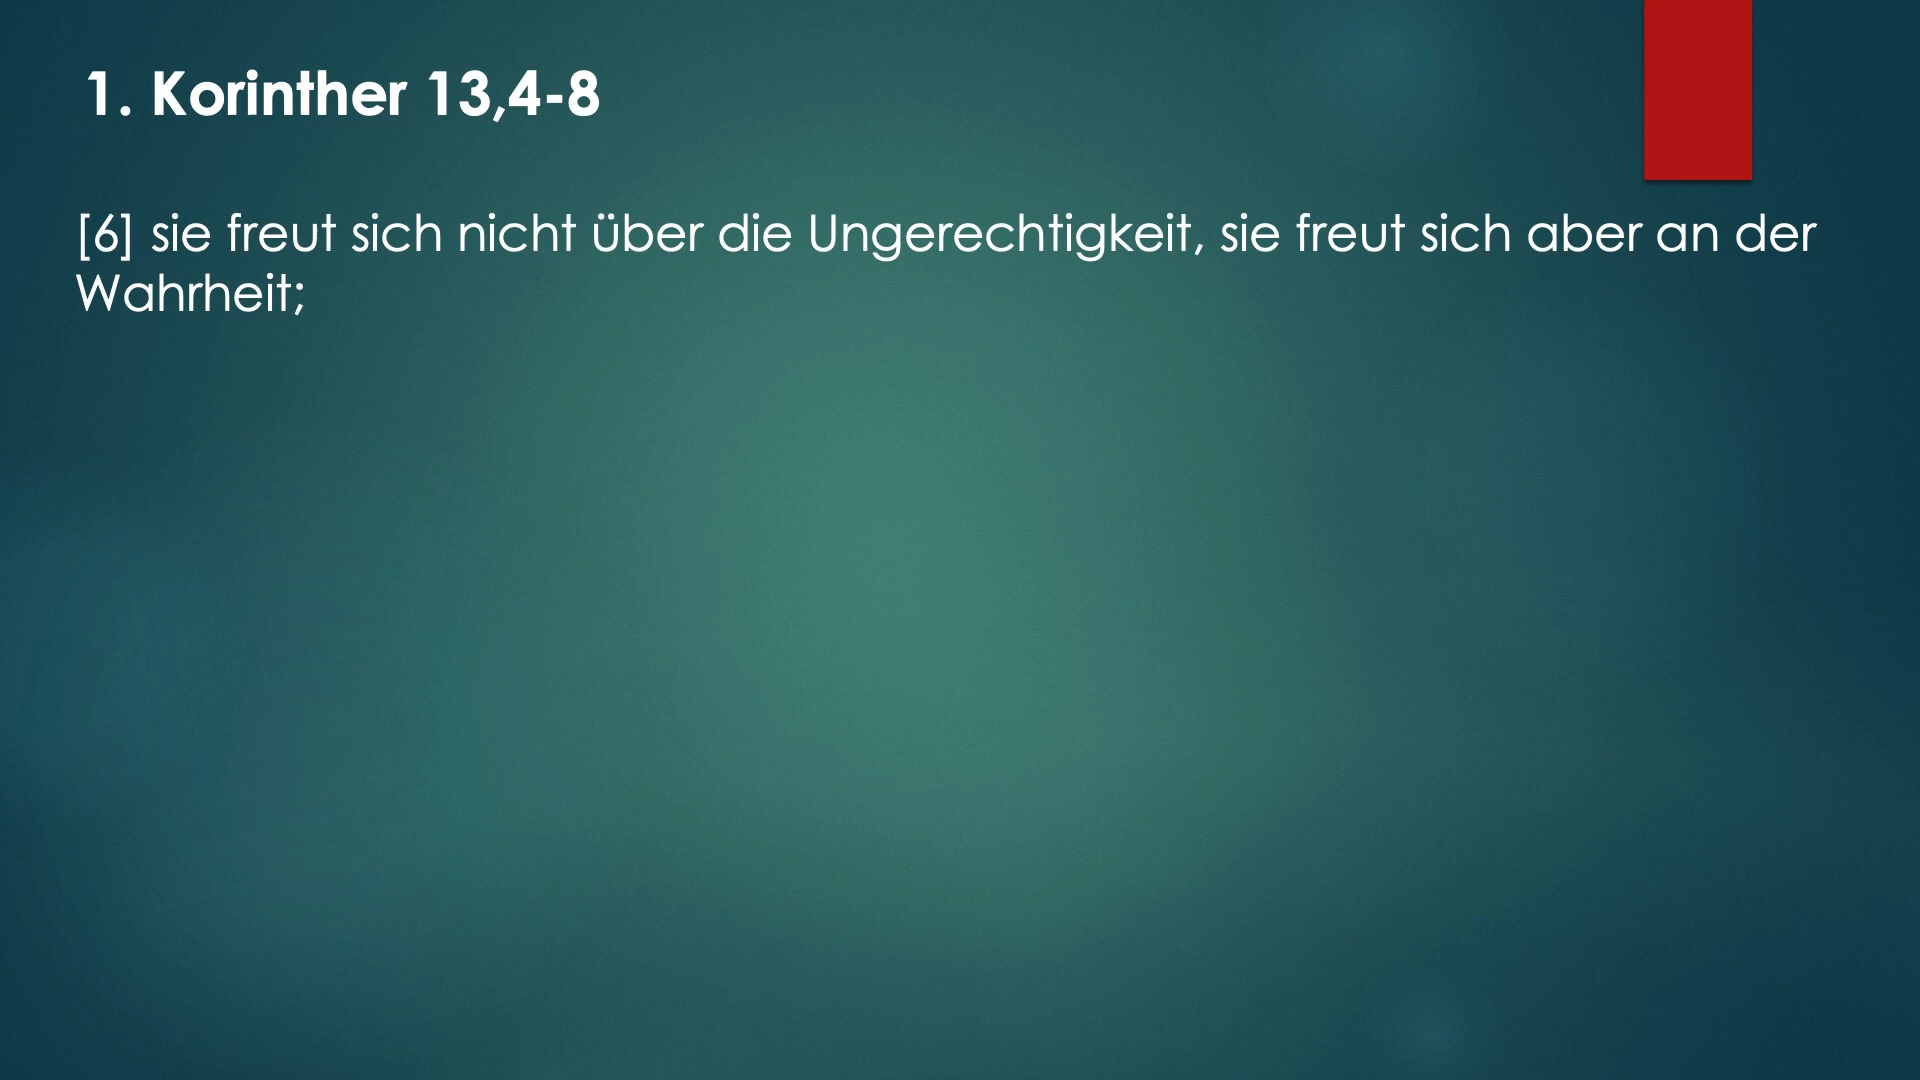 1. Korinther 13,4-8
[6] sie freut sich nicht über die Ungerechtigkeit, sie freut sich aber an der
Wahrheit;